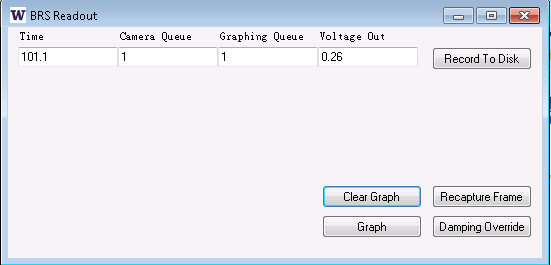 BRS Readout
Time Camera Queue Graphing Queue Voltage Out
101.1 1 1 0.26 Record To Disk
Clear Graph Recapture Frame
Graph Damping Override